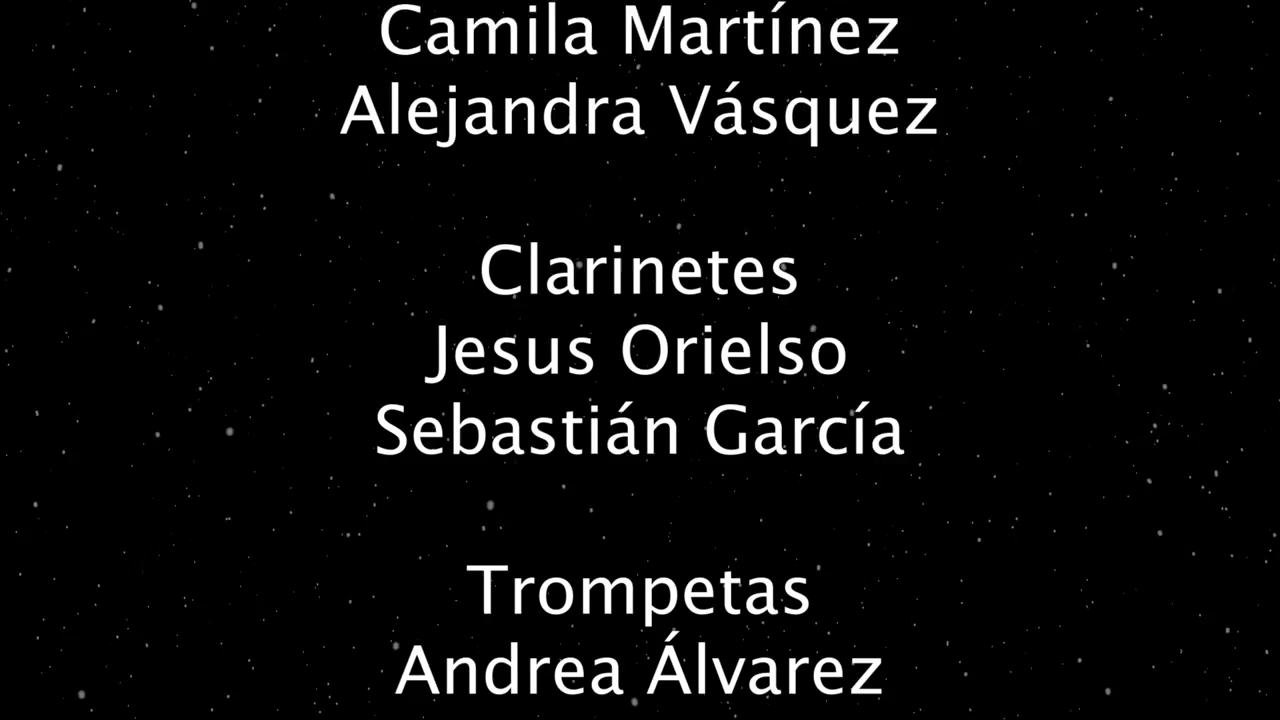 Camila Martínez
Alejandra Vásquez
Clarinetes
Jesus Orielso
Sebastián García
Trompetas
Andrea Álvarez